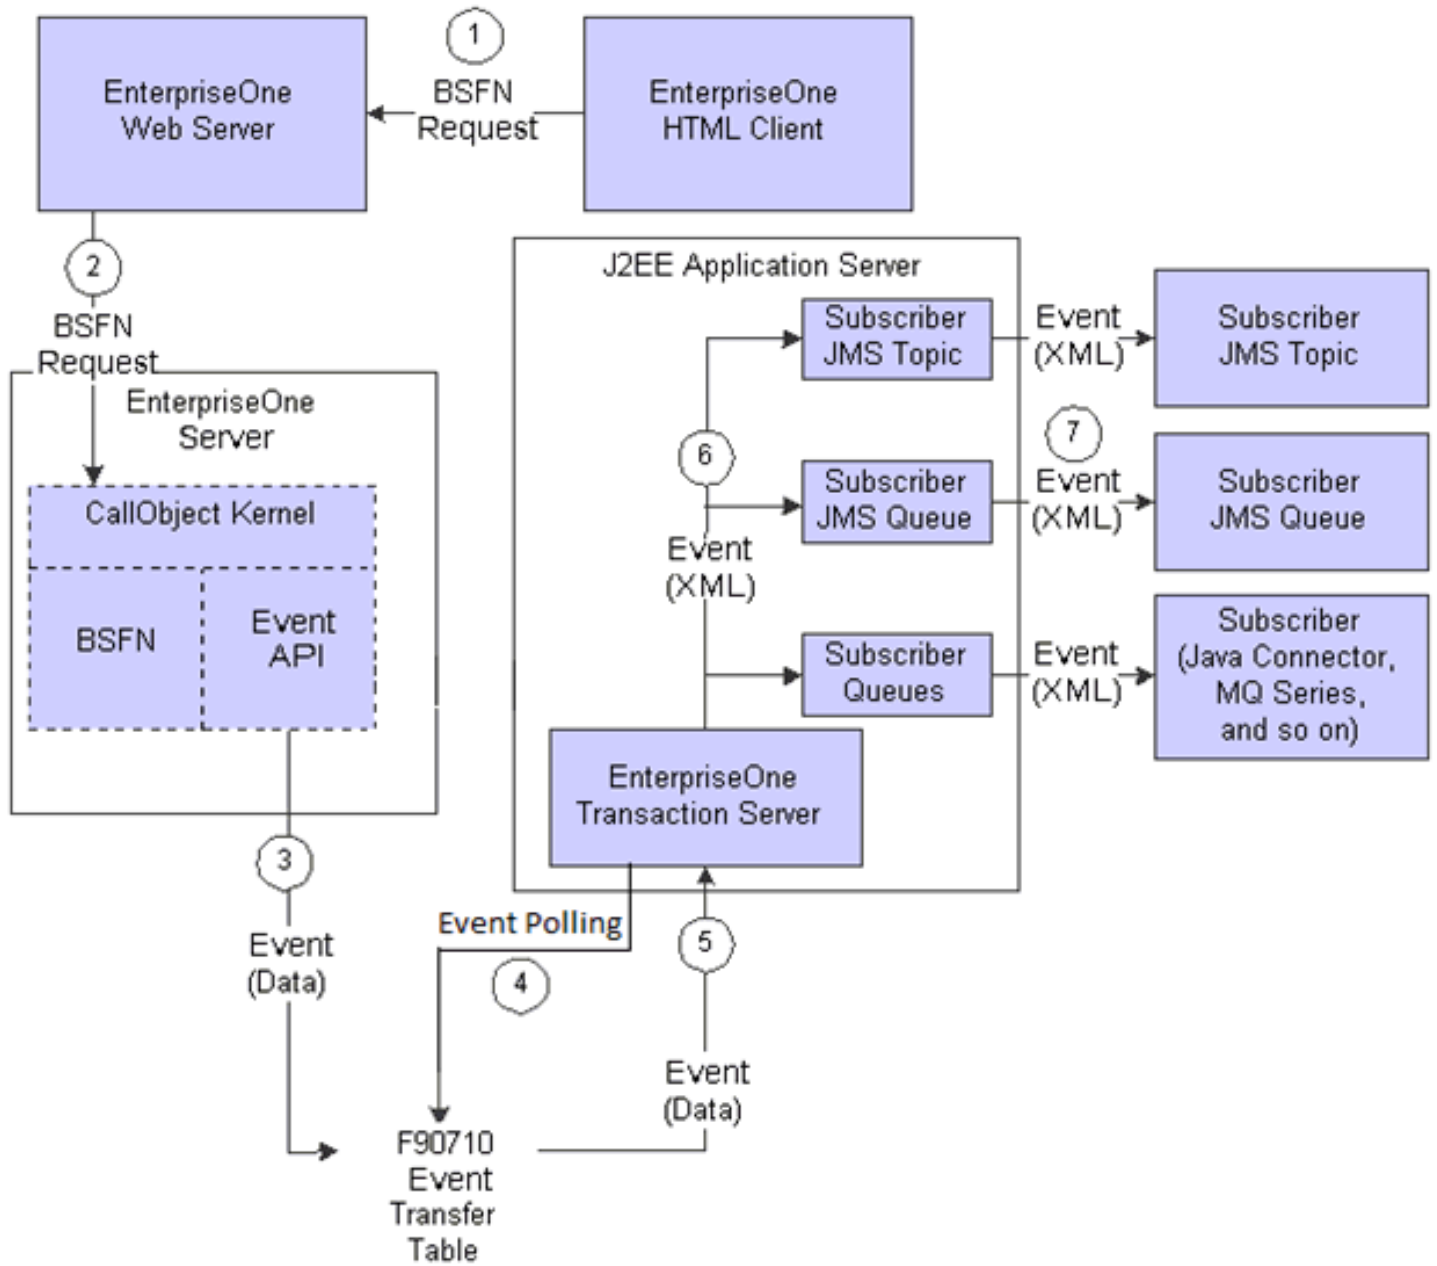 1
EnterpriseOne
Web Server
BSFN
Request
EnterpriseOne
HTML Client
2
BSFN
Request
EnterpriseOne
Server
CallObject Kernel
BSFN
Event
API
3
Event
(Data)
J2EE Application Server
Subscriber
JMS Topic
Event
(XML)
Subscriber
JMS Topic
6
7
Subscriber
JMS Queue
Event
(XML)
Subscriber
JMS Queue
Event
(XML)
Subscriber
Queues
Event
(XML)
Subscriber
(Java Connector,
MQ Series,
and so on)
EnterpriseOne
Transaction Server
Event Polling
4
5
Event
(Data)
F90710
Event
Transfer
Table